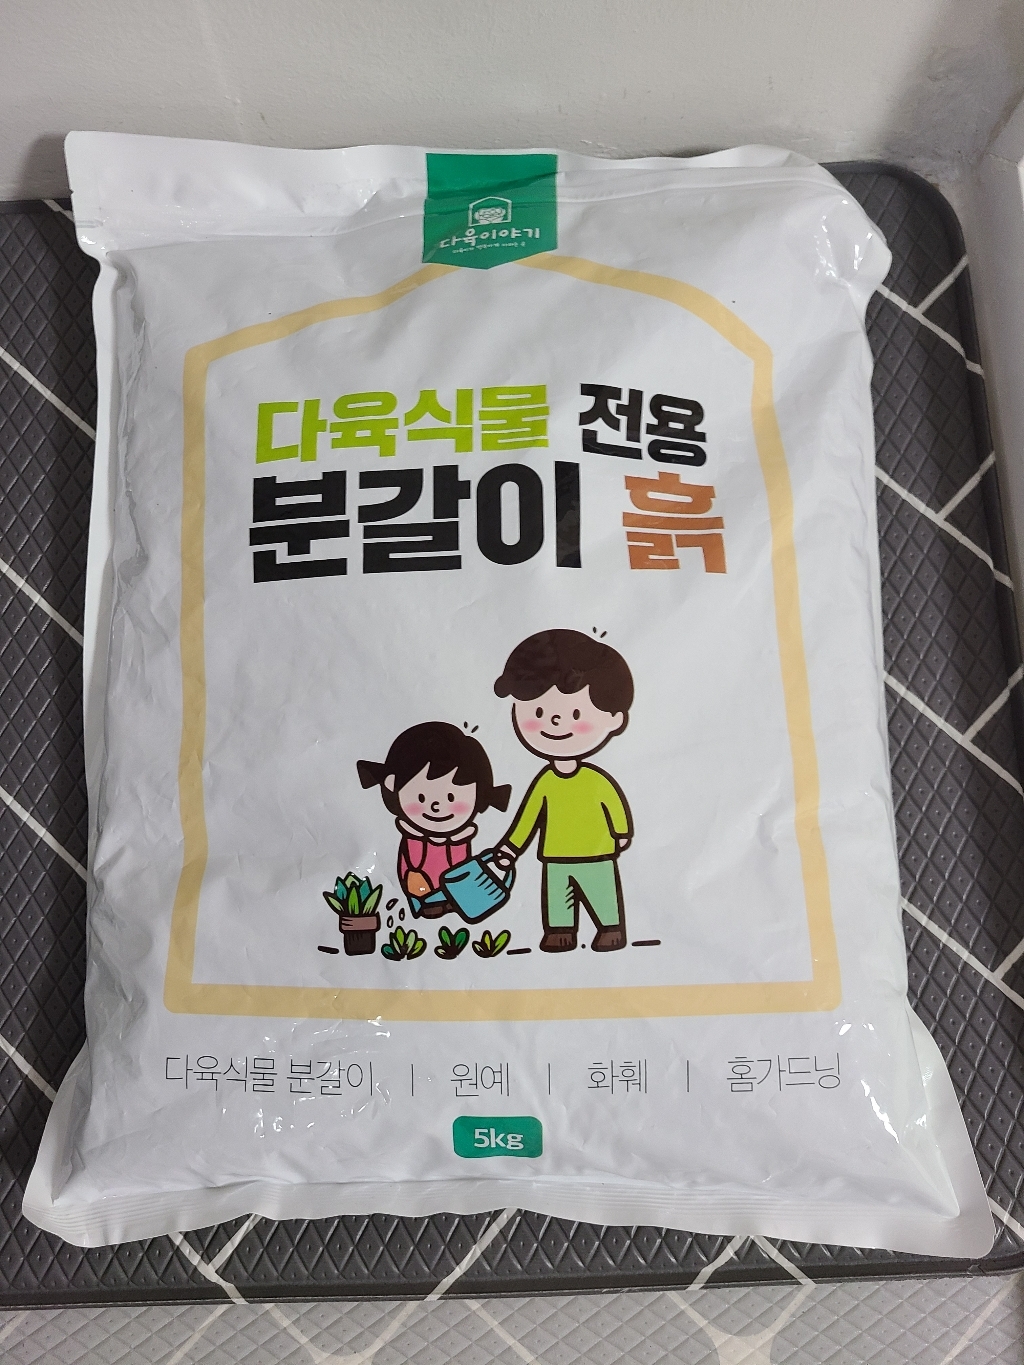 다육이야기
다육식물 전용
분갈이 흙
다육식물 분갈이 | 원예 | 화훼 | 홈가드닝
5kg